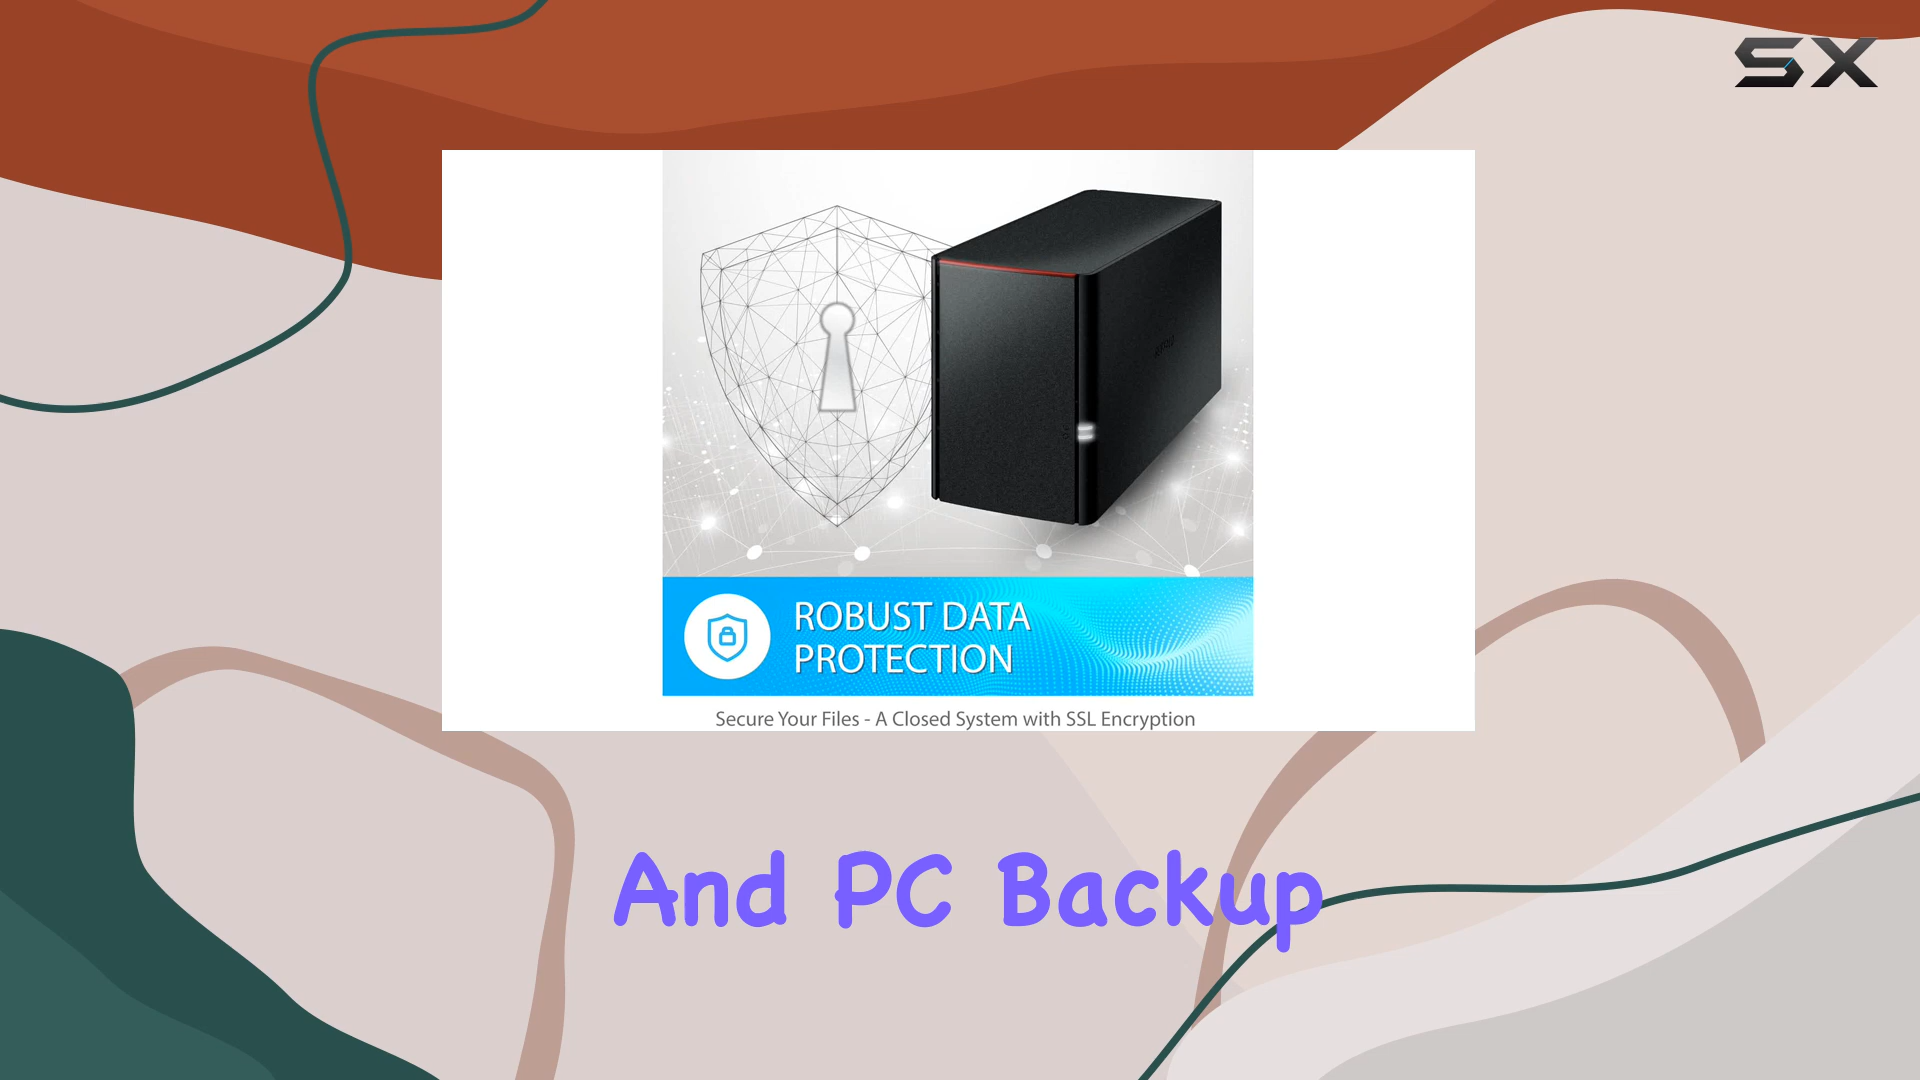 SX
ROBUST DATA
PROTECTION
Secure Your Files - A Closed System with SSL Encryption
And PC Backup